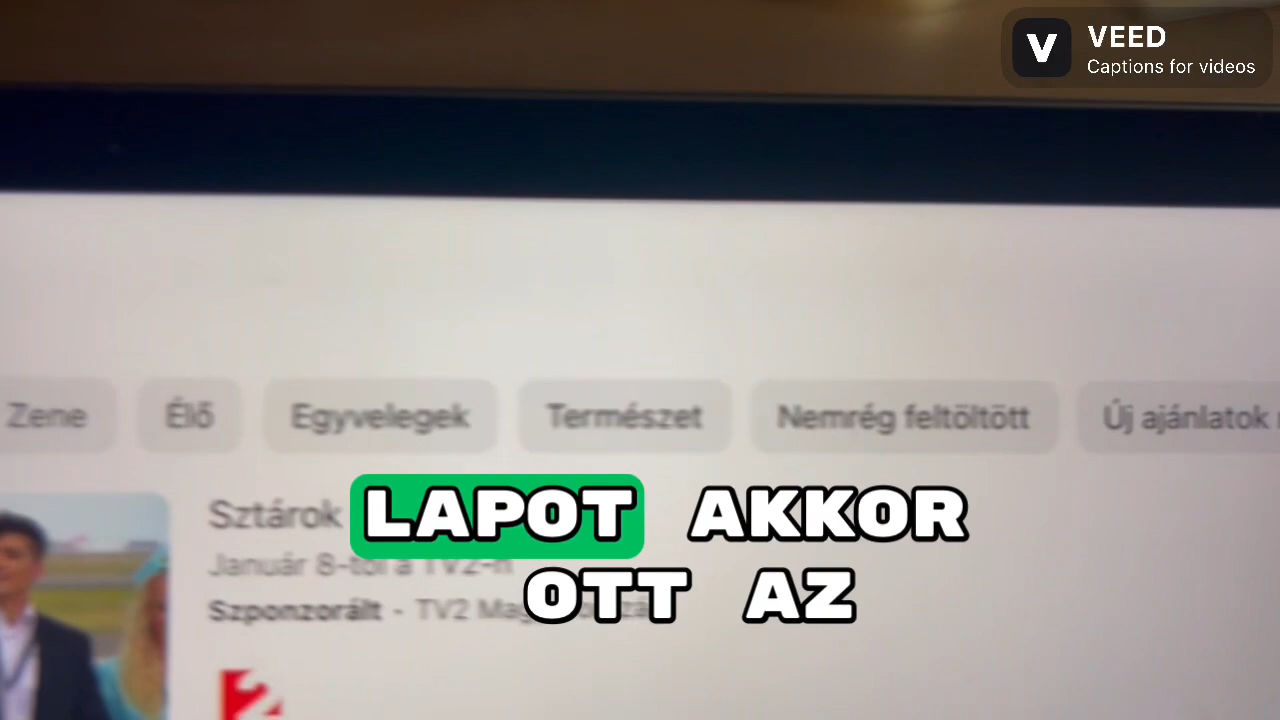 VEED
Captions for videos
Zene
Élő
Egyvelegek
Természet
Nemrég feltöltött
Új ajánlatok
Sztárok
LAPOT AKKOR
Január 8-tól a TV2-n
OTT AZ
Szponzorált - TV2